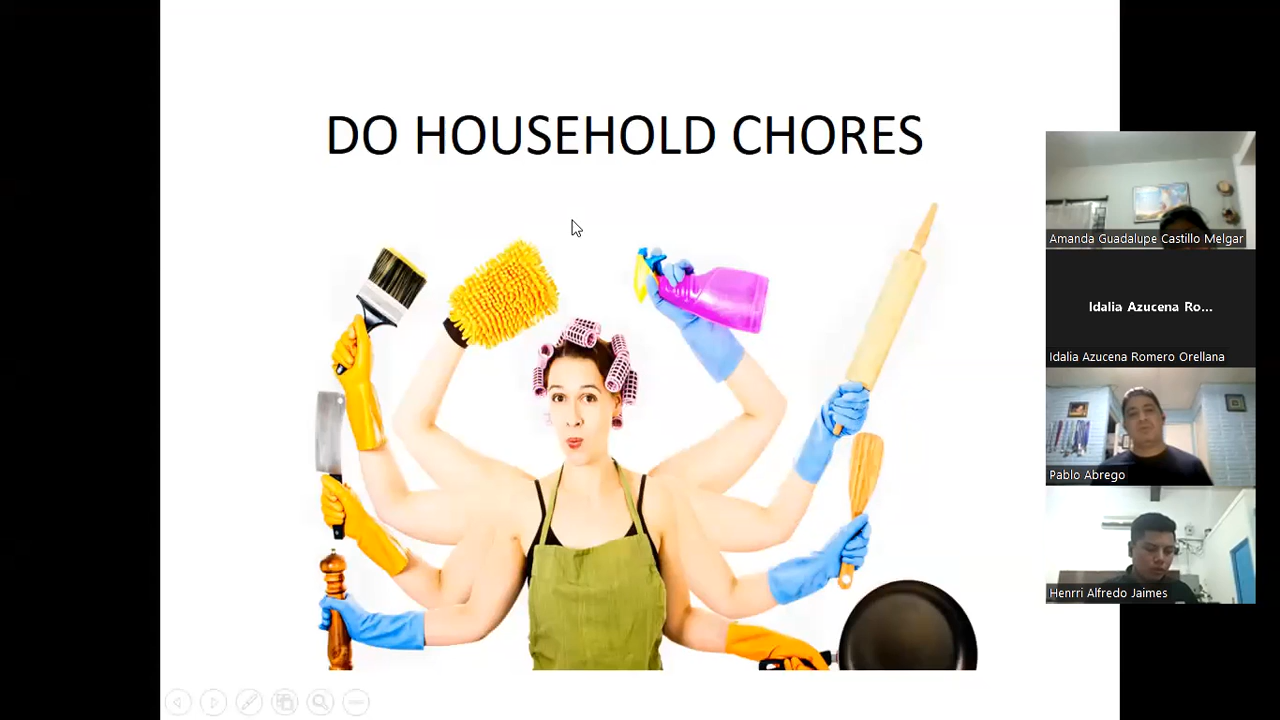 DO HOUSEHOLD CHORES
Amanda Guadalupe Castillo Melgar
Idalia Azucena Ro...
Idalia Azucena Romero Orellana
Pablo Abrego
Henrri Alfredo Jaimes